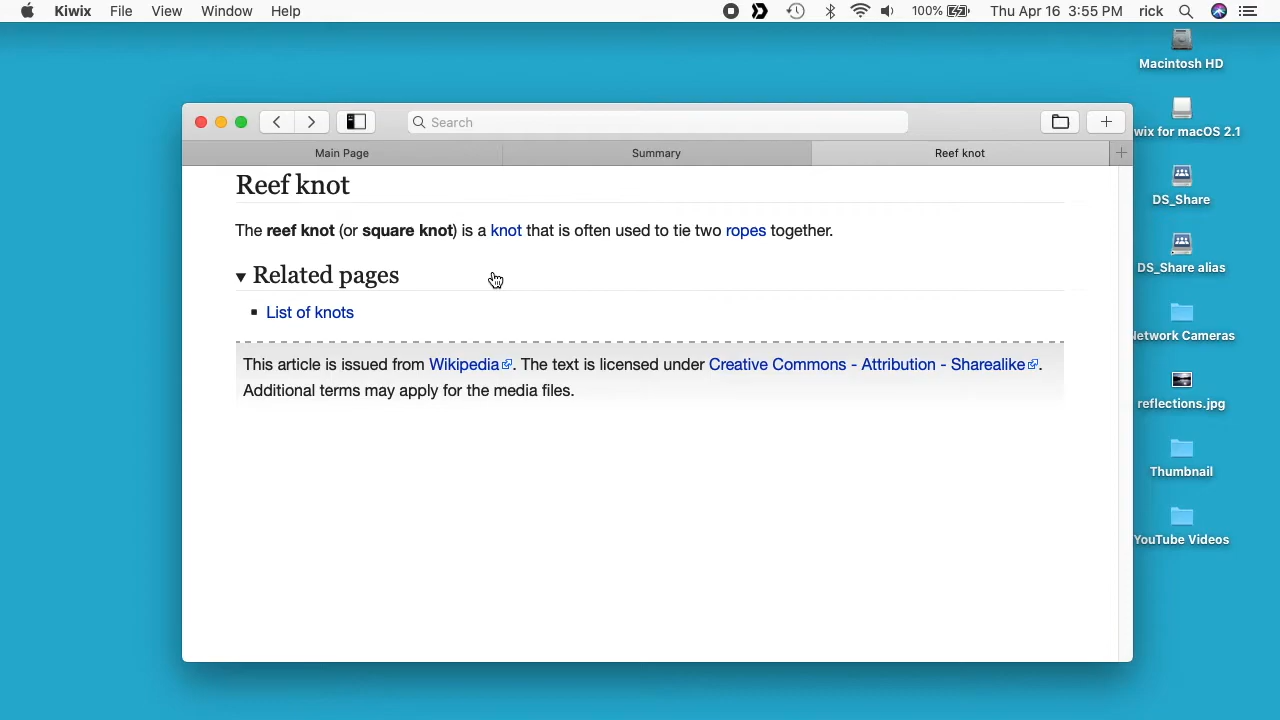 Kiwix File View Window Help 100% Thu Apr 16 3:55 PM rick
Macintosh HD
Search
wix for macOS 2.1
Main Page Summary Reef knot
Reef knot
DS_Share
The reef knot (or square knot) is a knot that is often used to tie two ropes together.
DS_Share alias
Related pages
List of knots
etwork Cameras
This article is issued from Wikipedia. The text is licensed under Creative Commons - Attribution - Sharealike.
Additional terms may apply for the media files.
reflections.jpg
Thumbnail
YouTube Videos